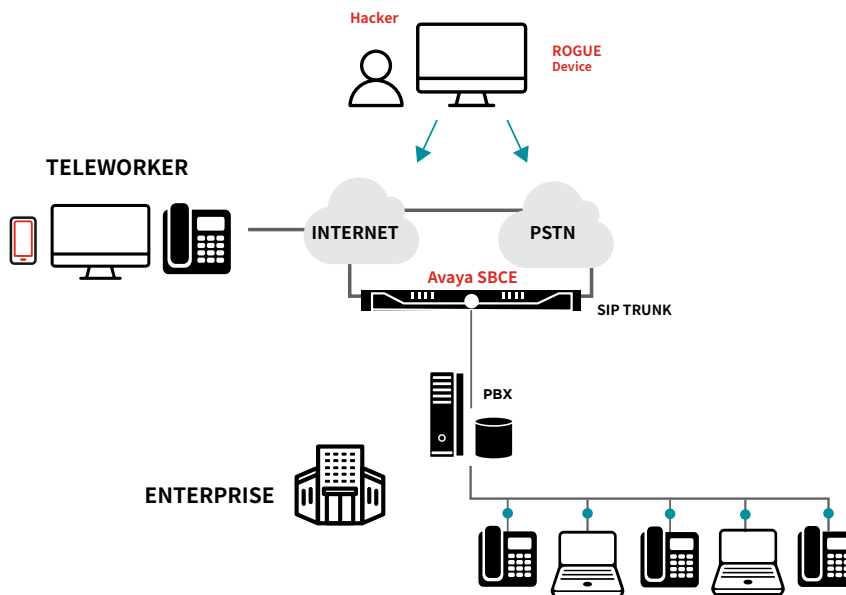 Hacker
ROGUE
Device
TELEWORKER
INTERNET
PSTN
Avaya SBCE
SIP TRUNK
PBX
ENTERPRISE